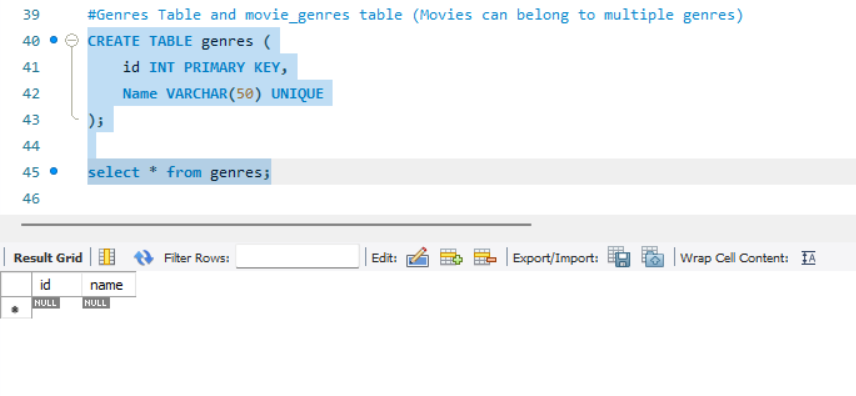 39 #Genres Table and movie_genres table (Movies can belong to multiple genres)
40 CREATE TABLE genres (
41 id INT PRIMARY KEY,
42 Name VARCHAR(50) UNIQUE
43 );
44
45 select * from genres;
46
Result Grid Filter Rows: Edit: Export/Import: Wrap Cell Content: IA
id name
* NULL NULL